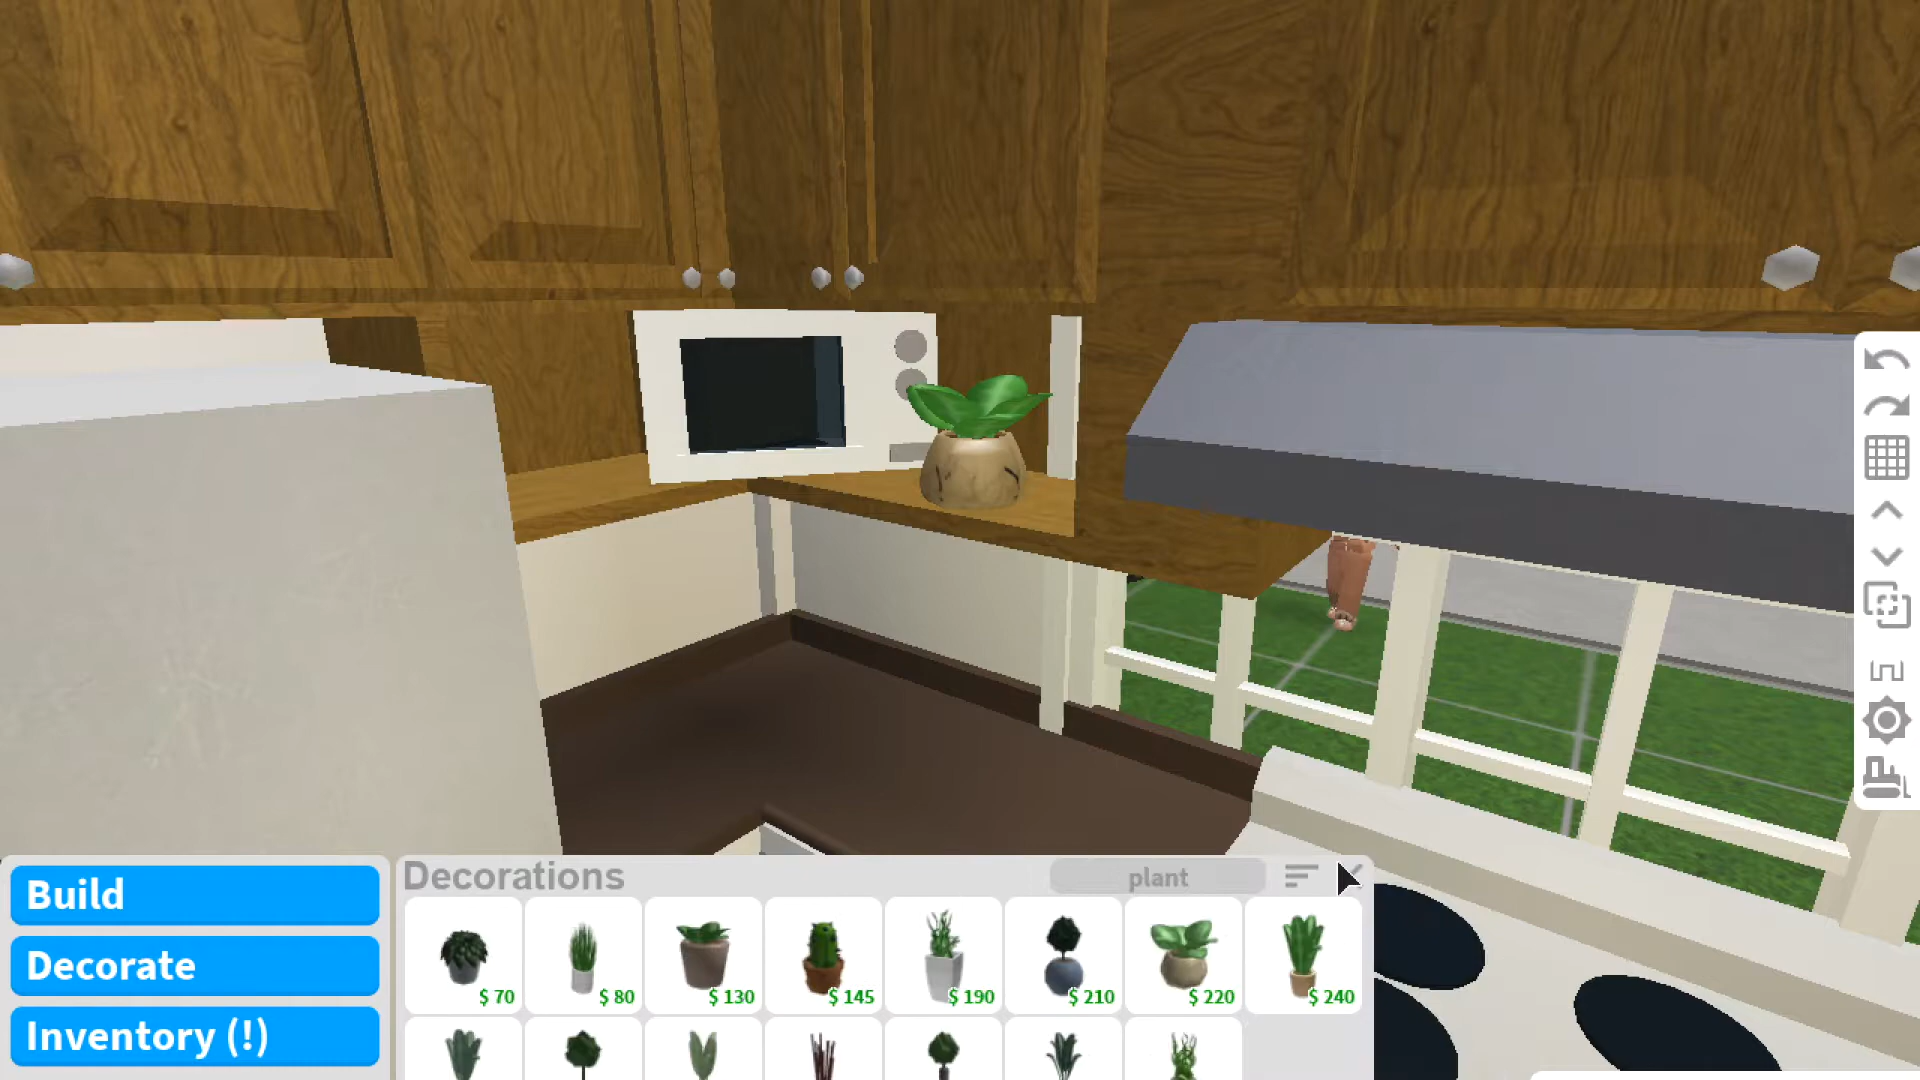 Build
Decorate
Inventory (!)
Decorations
plant
$ 70
$ 80
$ 130
$ 145
$ 190
$ 210
$ 220
$ 240